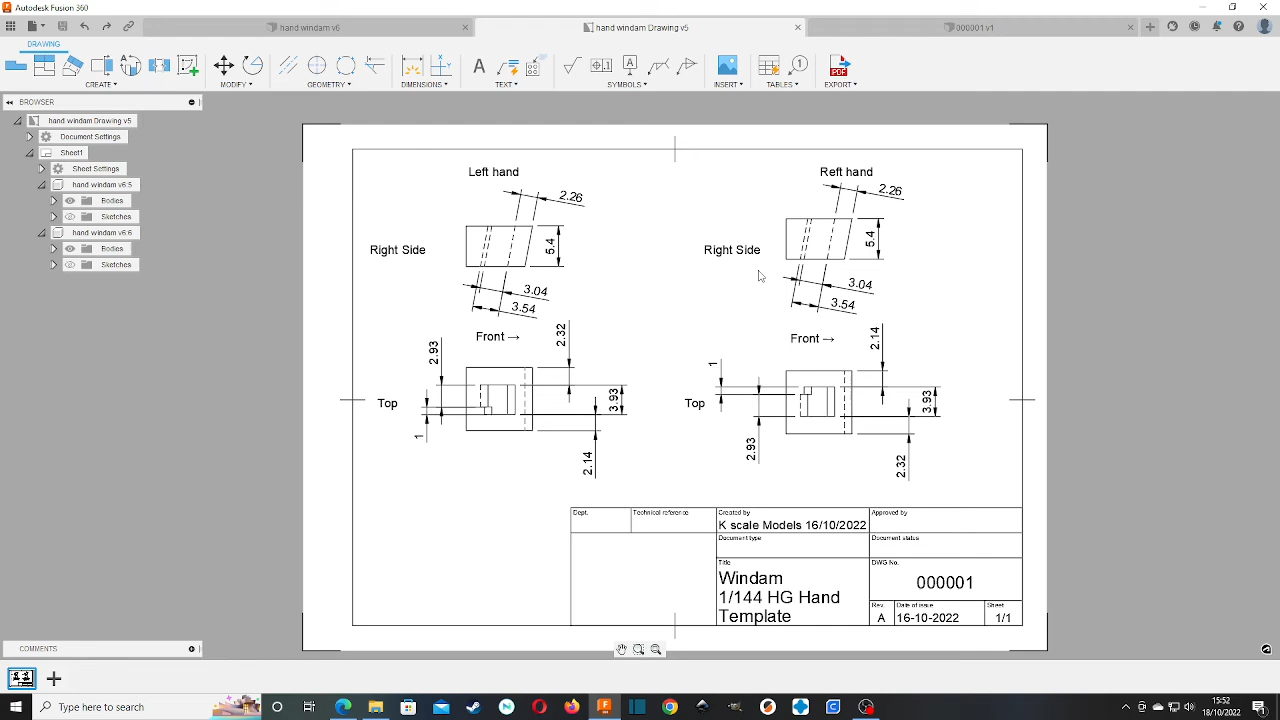 Autodesk Fusion 360
hand windam v6
hand windam Drawing v5
000001 v1
DRAWING
CREATE
MODIFY
GEOMETRY
DIMENSIONS
TEXT
SYMBOLS
INSERT
TABLES
EXPORT
BROWSER
hand windam Drawing v5
Document Settings
Sheet1
Sheet Settings
hand windam v6:5
Bodies
Sketches
hand windam v6:6
Bodies
Sketches
Left hand
2.26
Right Side
5.4
3.04
3.54
Front →
2.32
2.93
Top
3.93
1
2.14
Reft hand
2.26
Right Side
5.4
3.04
3.54
Front →
2.14
1
Top
3.93
2.93
2.32
Dept.
Technical reference
Created by
Approved by
K scale Models 16/10/2022
Document type
Document status
Title
DWG No.
Windam
1/144 HG Hand
Template
000001
Rev.
Date of issue
Sheet
A
16-10-2022
1/1
COMMENTS
Type here to search
15:52
18/10/2022